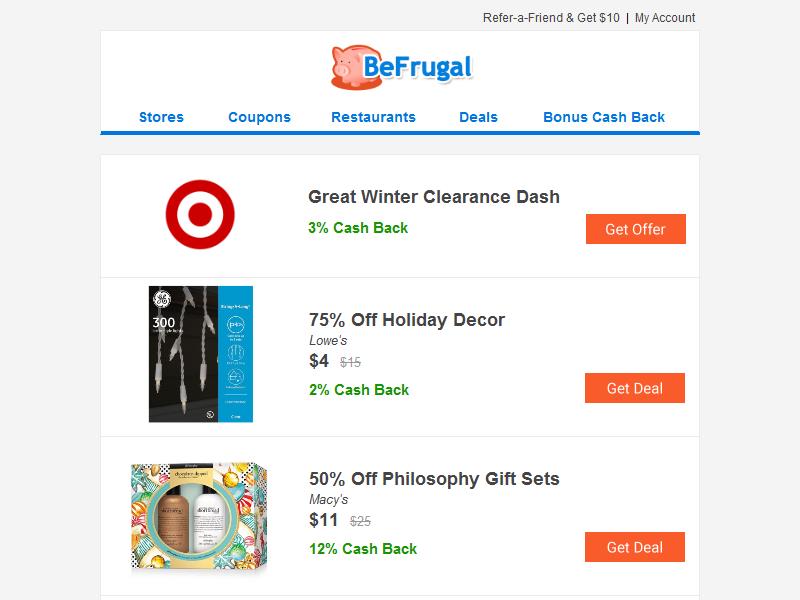 Refer-a-Friend & Get $10 | My Account
BeFrugal
Stores Coupons Restaurants Deals Bonus Cash Back
Great Winter Clearance Dash
3% Cash Back
Get Offer
300
75% Off Holiday Decor
Lowe's
$4 $15
2% Cash Back
Get Deal
50% Off Philosophy Gift Sets
Macy's
$11 $25
12% Cash Back
Get Deal